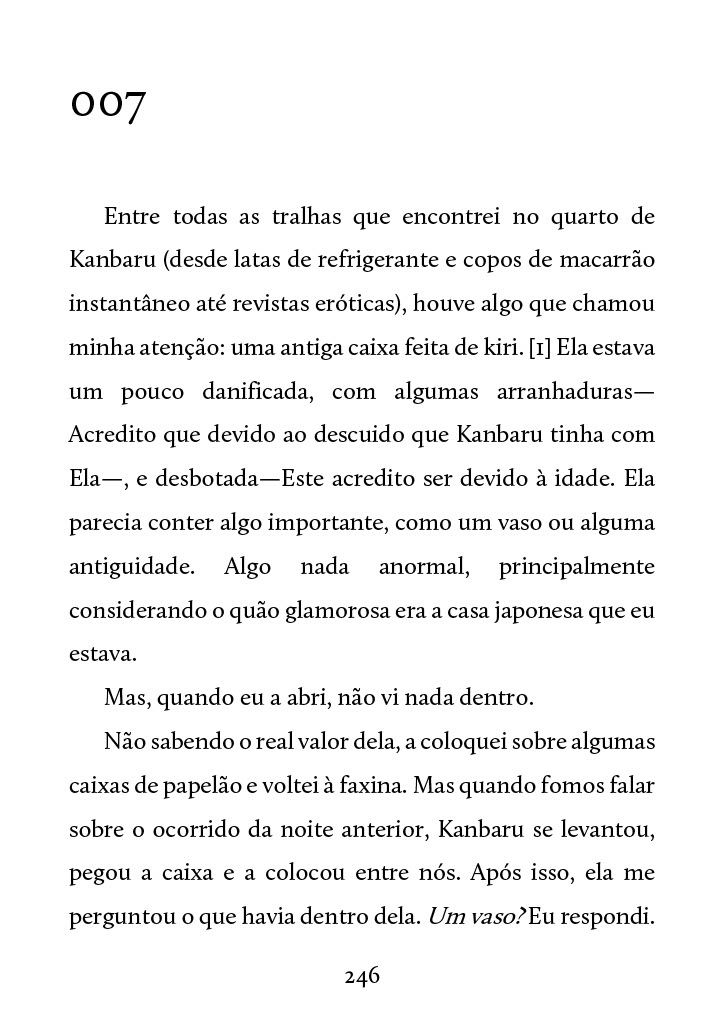 007
Entre todas as tralhas que encontrei no quarto de
Kanbaru (desde latas de refrigerante e copos de macarrão
instantâneo até revistas eróticas), houve algo que chamou
minha atenção: uma antiga caixa feita de kiri. [1] Ela estava
um pouco danificada, com algumas arranhaduras—
Acredito que devido ao descuido que Kanbaru tinha com
Ela—, e desbotada—Este acredito ser devido à idade. Ela
parecia conter algo importante, como um vaso ou alguma
antiguidade. Algo nada anormal, principalmente
considerando o quão glamorosa era a casa japonesa que eu
estava.
Mas, quando eu a abri, não vi nada dentro.
Não sabendo o real valor dela, a coloquei sobre algumas
caixas de papelão e voltei à faxina. Mas quando fomos falar
sobre o ocorrido da noite anterior, Kanbaru se levantou,
pegou a caixa e a colocou entre nós. Após isso, ela me
perguntou o que havia dentro dela. Um vaso? Eu respondi.
246